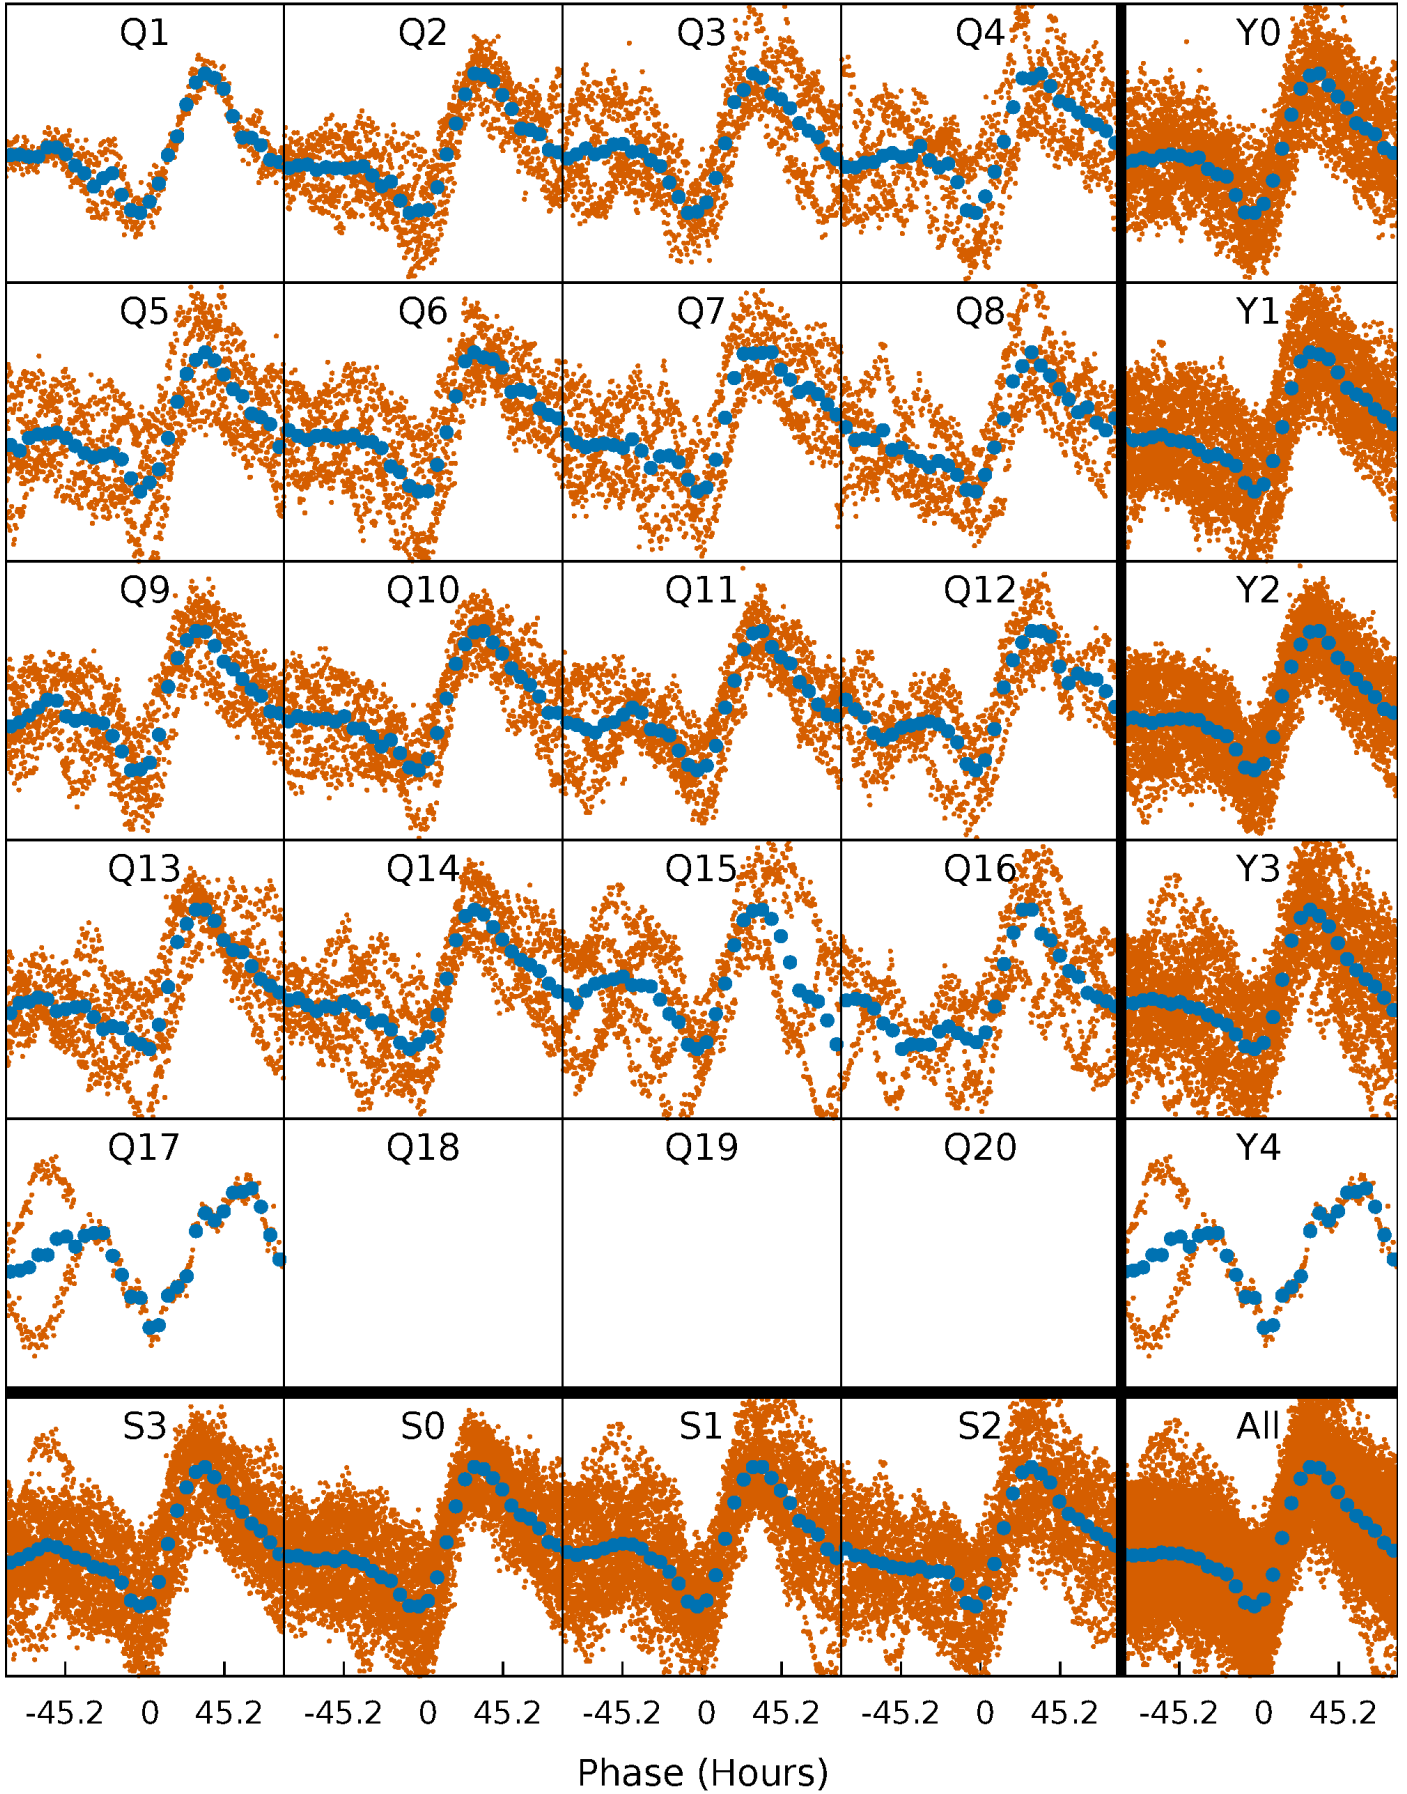 Q1 Q2 Q3 Q4 Y0
Q5 Q6 Q7 Q8 Y1
Q9 Q10 Q11 Q12 Y2
Q13 Q14 Q15 Q16 Y3
Q17 Q18 Q19 Q20 Y4
S3 S0 S1 S2 All
-45.2 0 45.2 -45.2 0 45.2 -45.2 0 45.2 -45.2 0 45.2 -45.2 0 45.2
Phase (Hours)